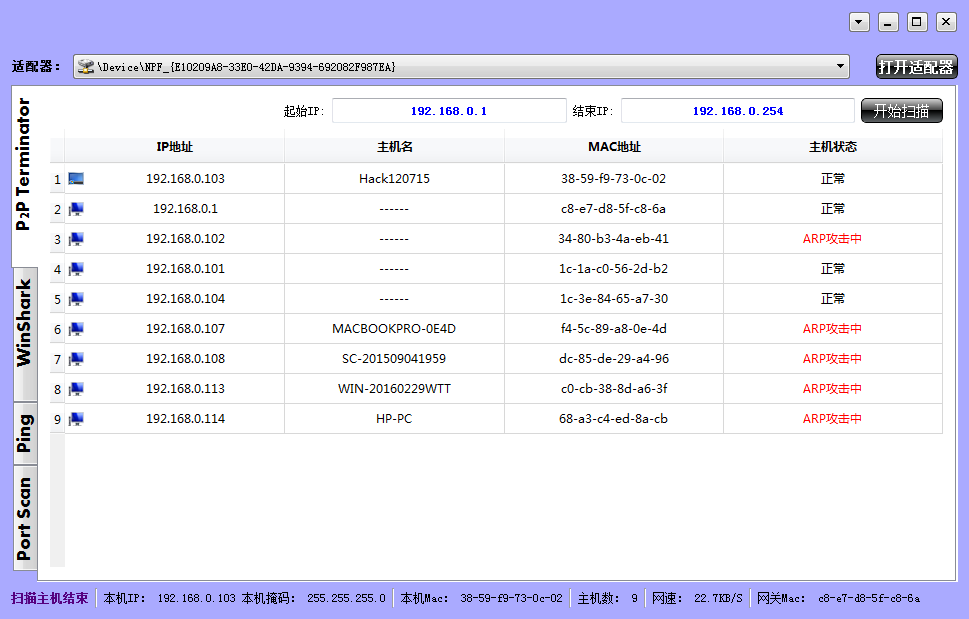 适配器： \Device\NPF_{E10209A8-33E0-42DA-9394-692082F987EA} 打开适配器
P2P Terminator
WinShark
Ping
Port Scan
起始IP: 192.168.0.1 结束IP: 192.168.0.254 开始扫描
IP地址 主机名 MAC地址 主机状态
1 192.168.0.103 Hack120715 38-59-f9-73-0c-02 正常
2 192.168.0.1 ------ c8-e7-d8-5f-c8-6a 正常
3 192.168.0.102 ------ 34-80-b3-4a-eb-41 ARP攻击中
4 192.168.0.101 ------ 1c-1a-c0-56-2d-b2 正常
5 192.168.0.104 ------ 1c-3e-84-65-a7-30 正常
6 192.168.0.107 MACBOOKPRO-0E4D f4-5c-89-a8-0e-4d ARP攻击中
7 192.168.0.108 SC-201509041959 dc-85-de-29-a4-96 ARP攻击中
8 192.168.0.113 WIN-20160229WTT c0-cb-38-8d-a6-3f ARP攻击中
9 192.168.0.114 HP-PC 68-a3-c4-ed-8a-cb ARP攻击中
扫描主机结束 本机IP: 192.168.0.103 本机掩码: 255.255.255.0 本机Mac: 38-59-f9-73-0c-02 主机数: 9 网速: 22.7KB/S 网关Mac: c8-e7-d8-5f-c8-6a